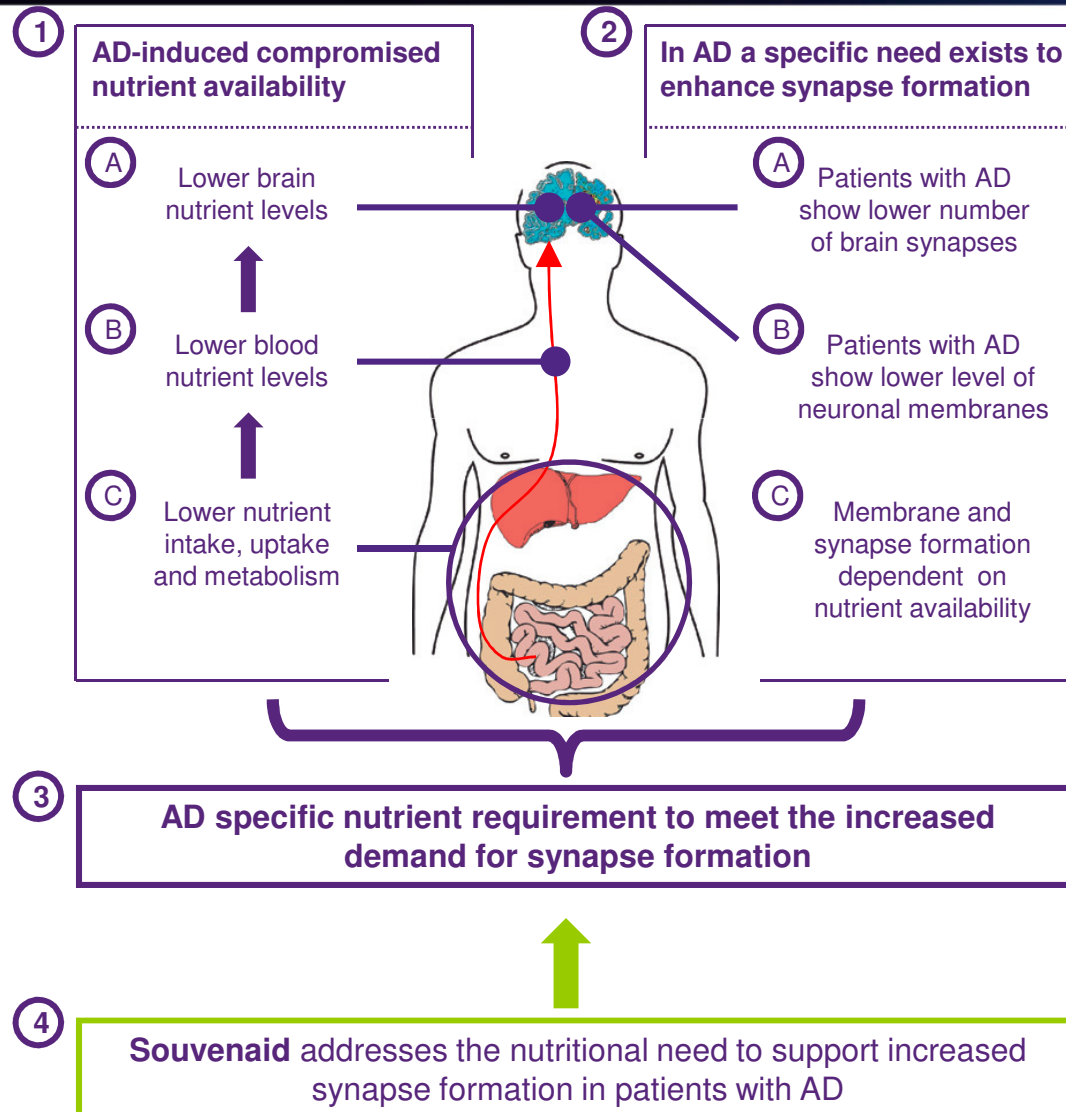 1
AD-induced compromised
nutrient availability
A
Lower brain
nutrient levels
B
Lower blood
nutrient levels
C
Lower nutrient
intake, uptake
and metabolism
2
In AD a specific need exists to
enhance synapse formation
A
Patients with AD
show lower number
of brain synapses
B
Patients with AD
show lower level of
neuronal membranes
C
Membrane and
synapse formation
dependent on
nutrient availability
3
AD specific nutrient requirement to meet the increased
demand for synapse formation
4
Souvenaid addresses the nutritional need to support increased
synapse formation in patients with AD